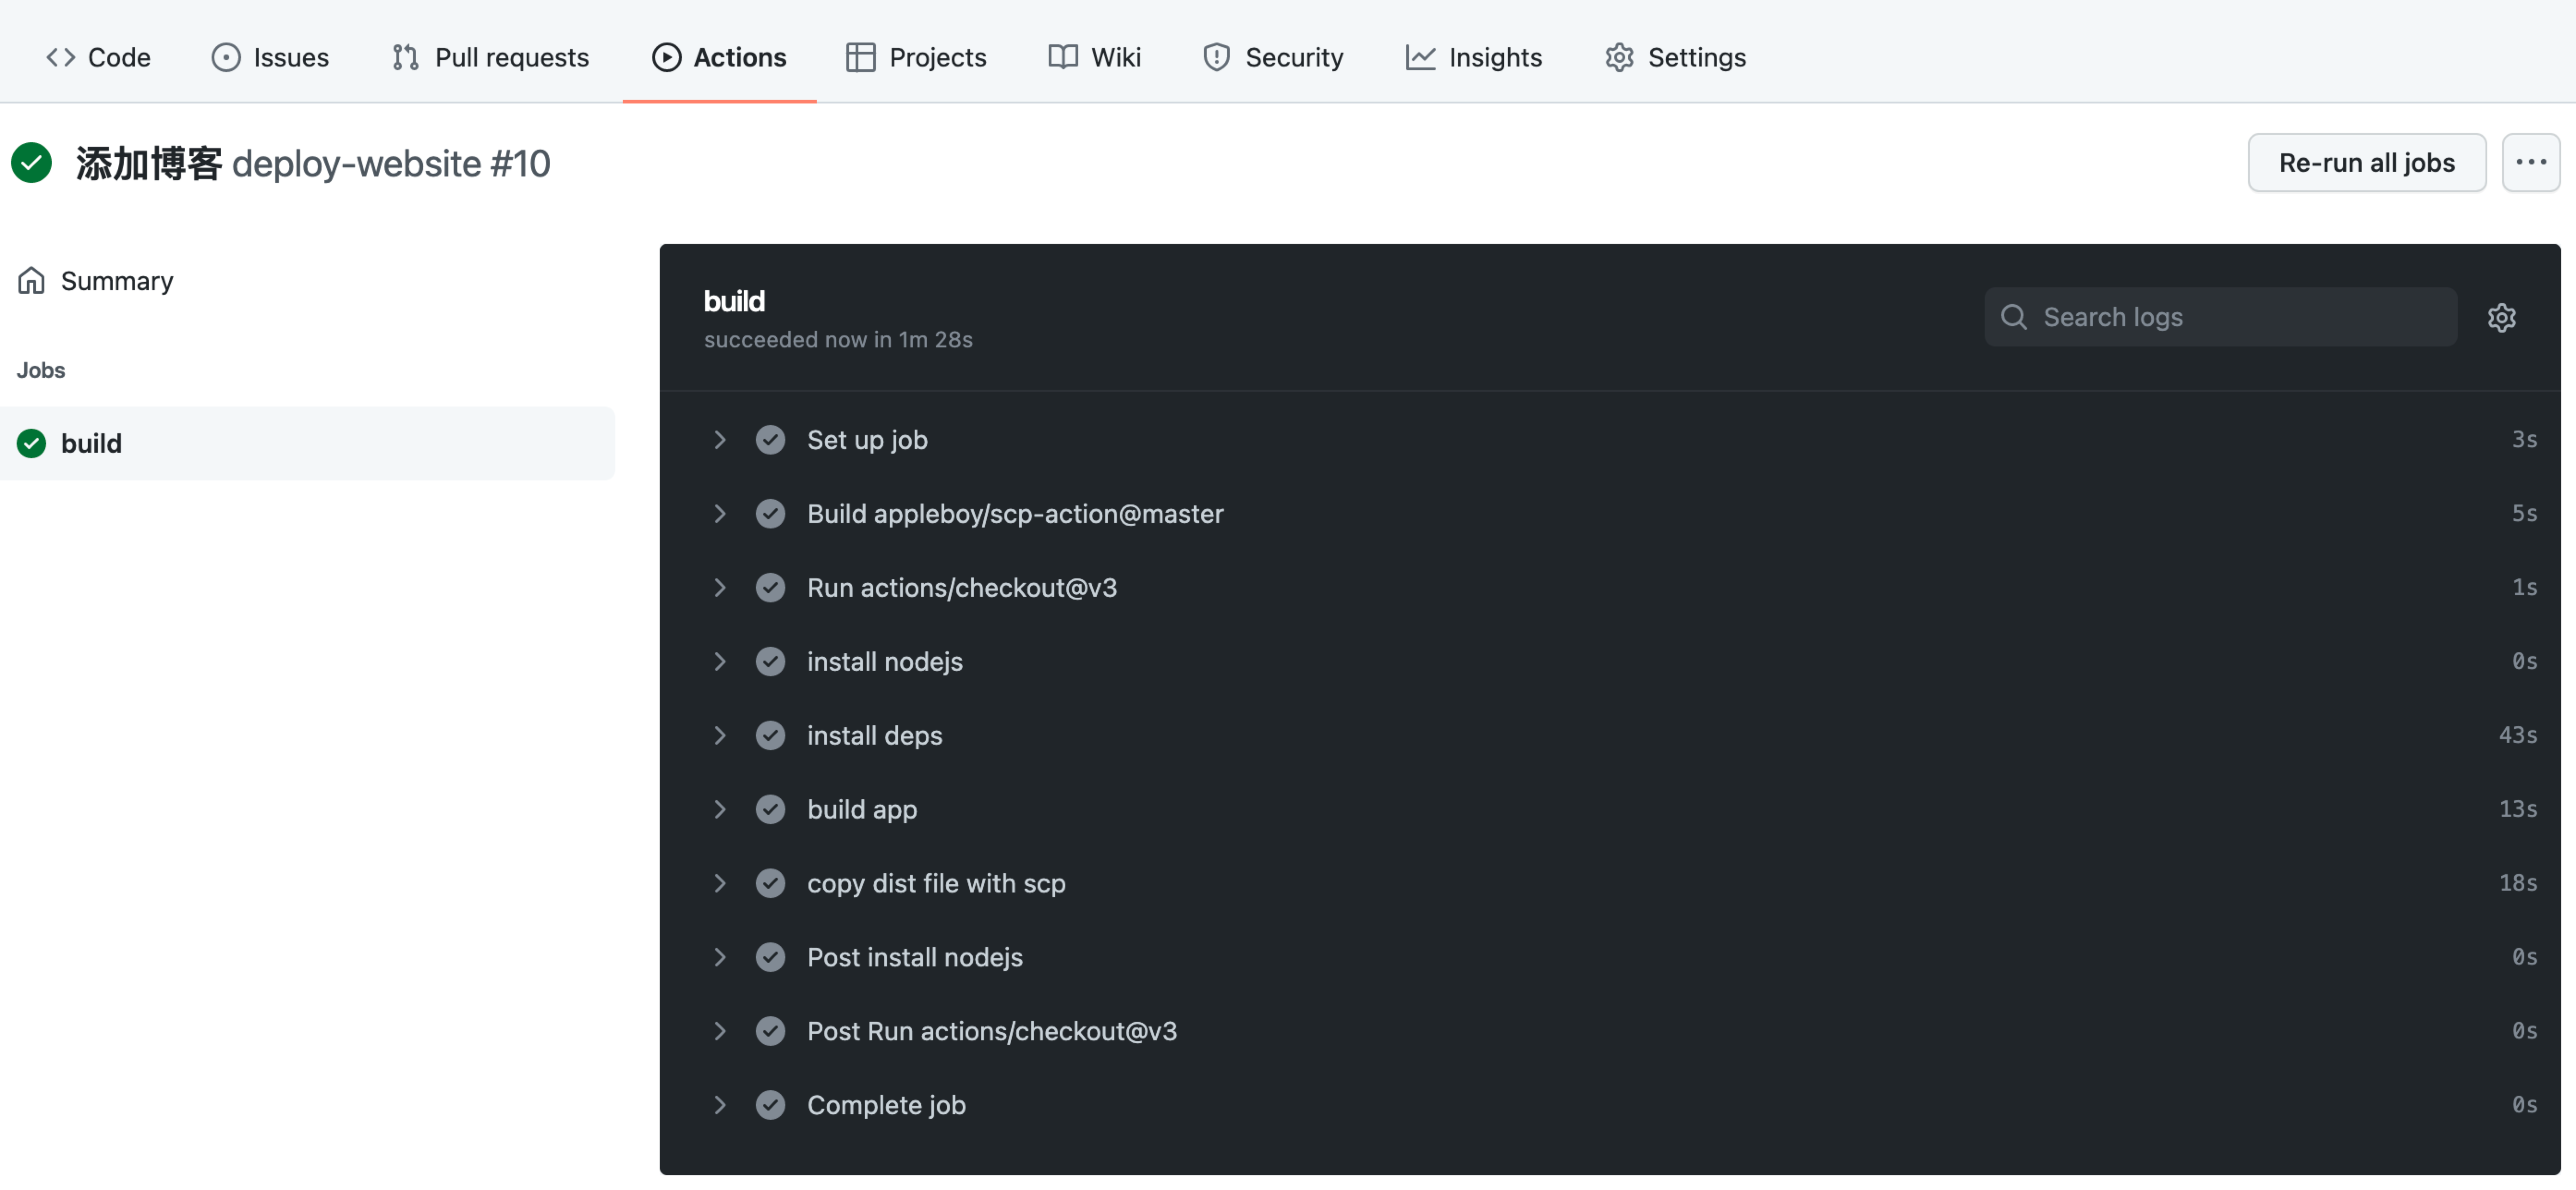 Code Issues Pull requests Actions Projects Wiki Security Insights Settings
添加博客 deploy-website #10
Re-run all jobs
Summary
Jobs
build
build
succeeded now in 1m 28s
Search logs
Set up job 3s
Build appleboy/scp-action@master 5s
Run actions/checkout@v3 1s
install nodejs 0s
install deps 43s
build app 13s
copy dist file with scp 18s
Post install nodejs 0s
Post Run actions/checkout@v3 0s
Complete job 0s